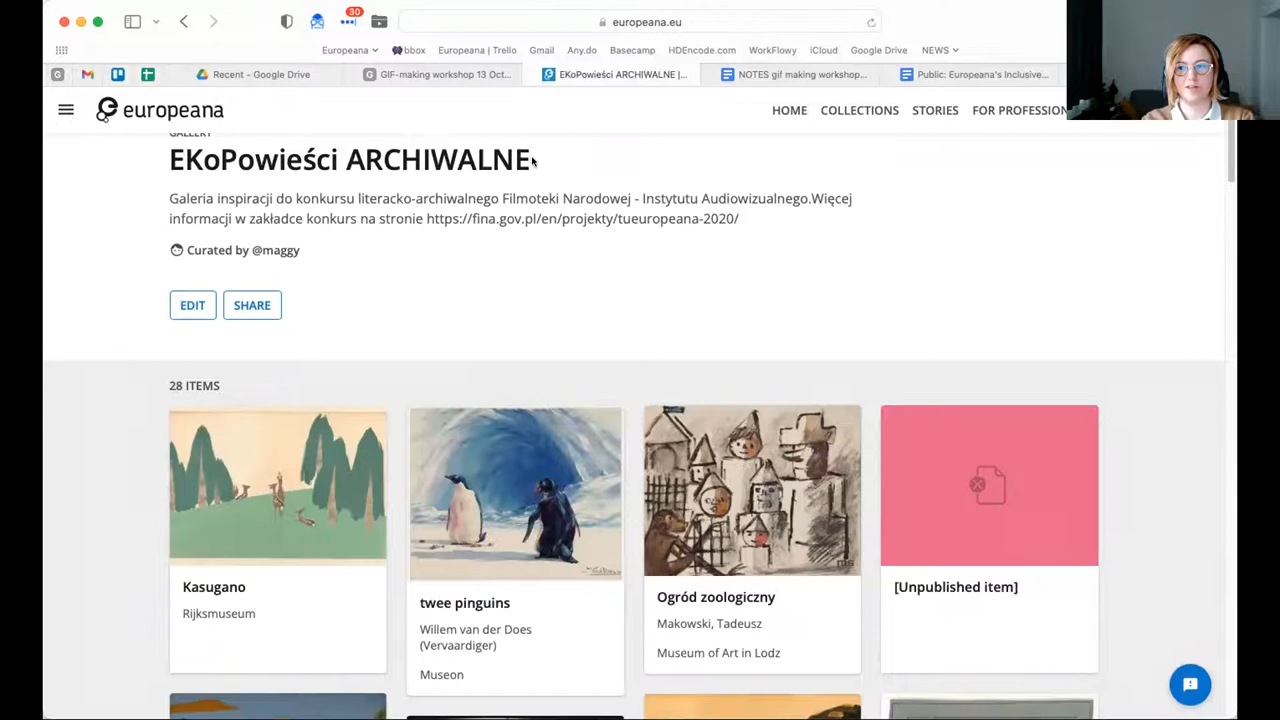 30
europeana.eu
Europeana
bbox
Europeana | Trello
Gmail
Any.do
Basecamp
HDEncode.com
WorkFlowy
iCloud
Google Drive
NEWS
Recent - Google Drive
GIF-making workshop 13 Oct...
EKoPowieści ARCHIWALNE |...
NOTES gif making workshop...
Public: Europeana's Inclusive...
europeana
HOME
COLLECTIONS
STORIES
FOR PROFESSION
GALLERY
EKoPowieści ARCHIWALNE
Galeria inspiracji do konkursu literacko-archiwalnego Filmoteki Narodowej - Instytutu Audiowizualnego.Więcej
informacji w zakładce konkurs na stronie https://fina.gov.pl/en/projekty/tueuropeana-2020/
Curated by @maggy
EDIT
SHARE
28 ITEMS
Kasugano
Rijksmuseum
twee pinguins
Willem van der Does
(Vervaardiger)
Museon
Ogród zoologiczny
Makowski, Tadeusz
Museum of Art in Lodz
[Unpublished item]